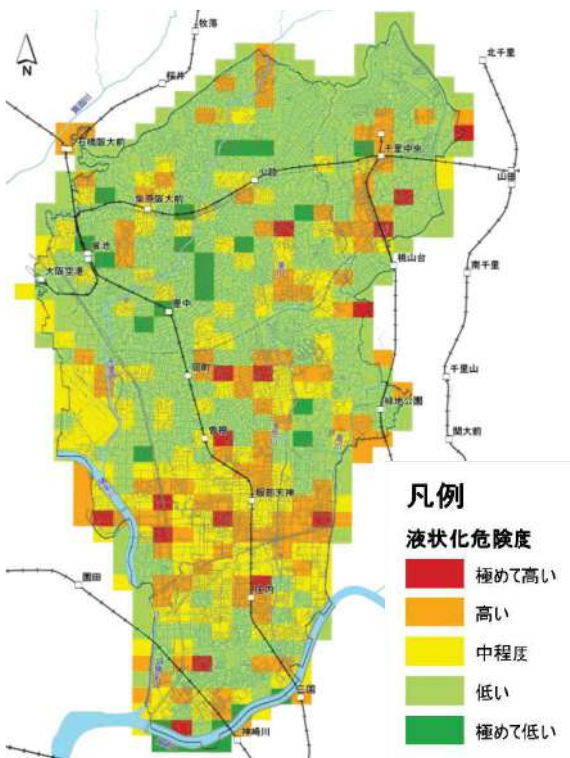 牧落
北千里
桜井
N
石橋阪大前
千里中央
少路
山田
柴原阪大前
蛍池
桃山台
大阪空港
南千里
豊中
岡町
千里山
緑地公園
曽根
関大前
服部天神
園田
庄内
三国
神崎川
凡例
液状化危険度
極めて高い
高い
中程度
低い
極めて低い